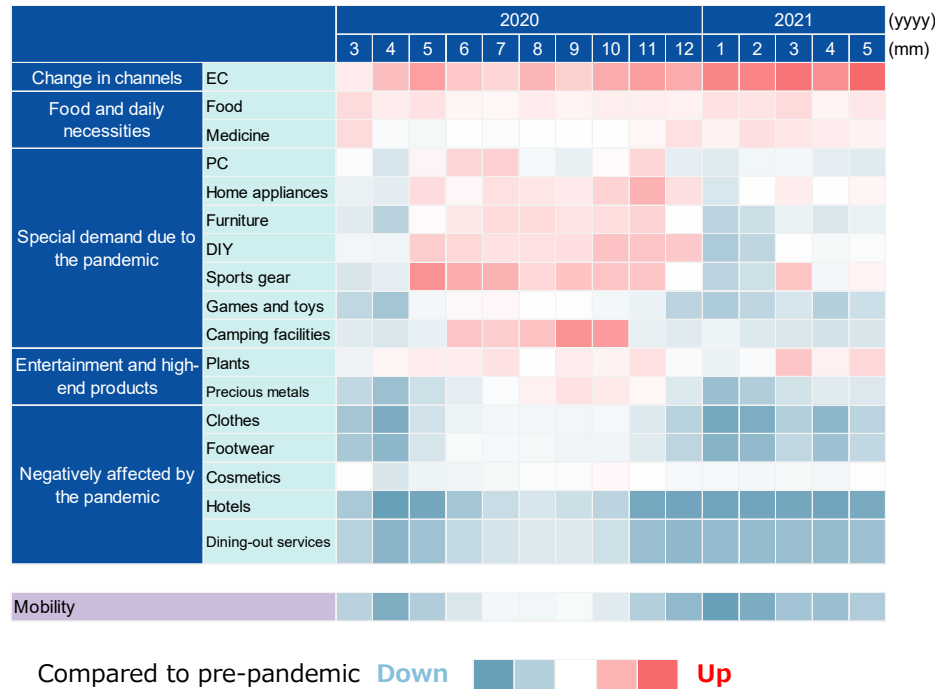 2020 2021 (yyyy)
3 4 5 6 7 8 9 10 11 12 1 2 3 4 5 (mm)
Change in channels EC
Food and daily
necessities
Food
Medicine
Special demand due to
the pandemic
PC
Home appliances
Furniture
DIY
Sports gear
Games and toys
Camping facilities
Entertainment and high-
end products
Plants
Precious metals
Negatively affected by
the pandemic
Clothes
Footwear
Cosmetics
Hotels
Dining-out services
Mobility
Compared to pre-pandemic Down Up